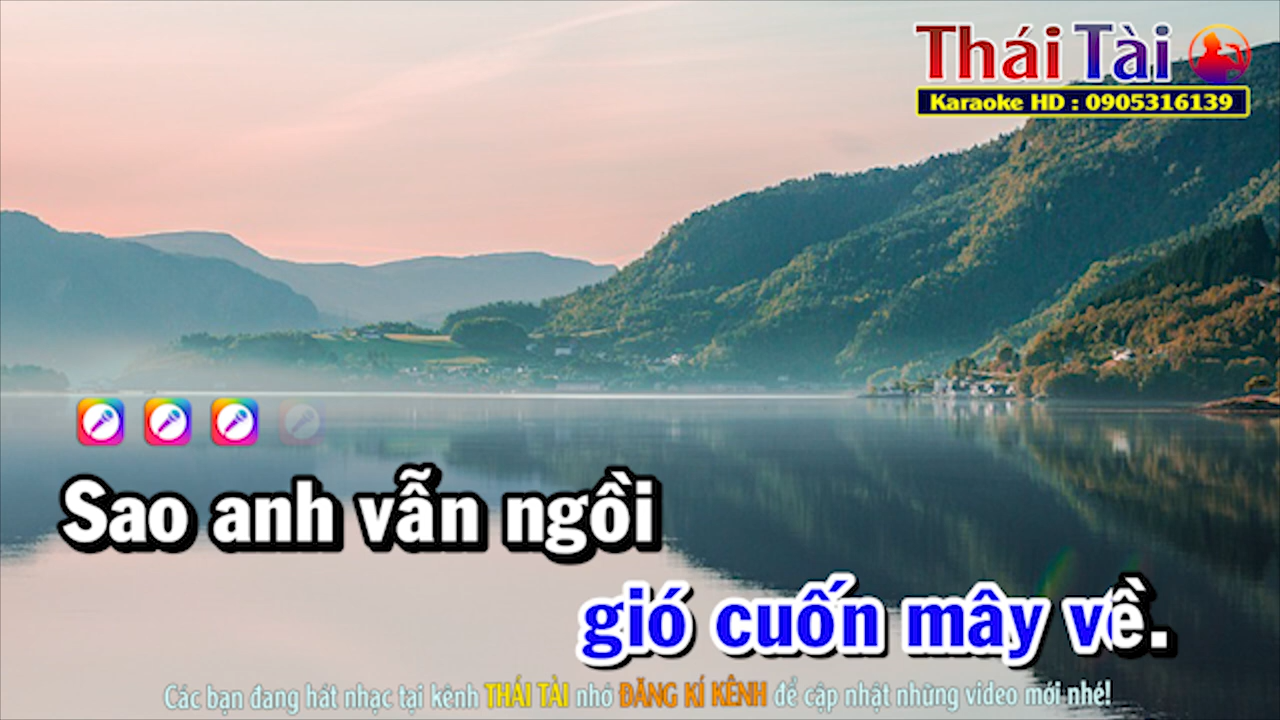 Thái Tài
Karaoke HD : 0905316139
Sao anh vẫn ngồi
gió cuốn mây về.
Các bạn đang hát nhạc tại kênh THÁI TÀI nhớ ĐĂNG KÍ KÊNH để cập nhật những video mới nhé!